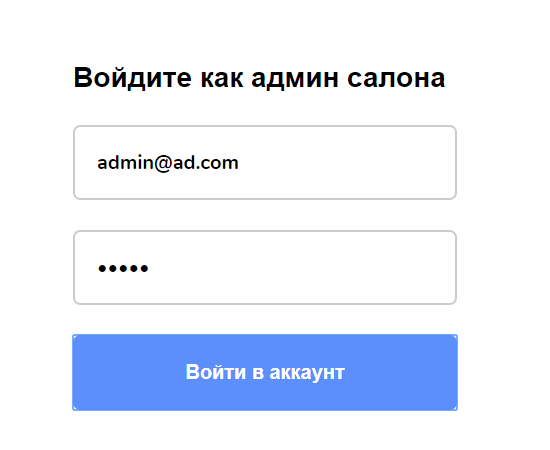 Войдите как админ салона
admin@ad.com
•••••
Войти в аккаунт